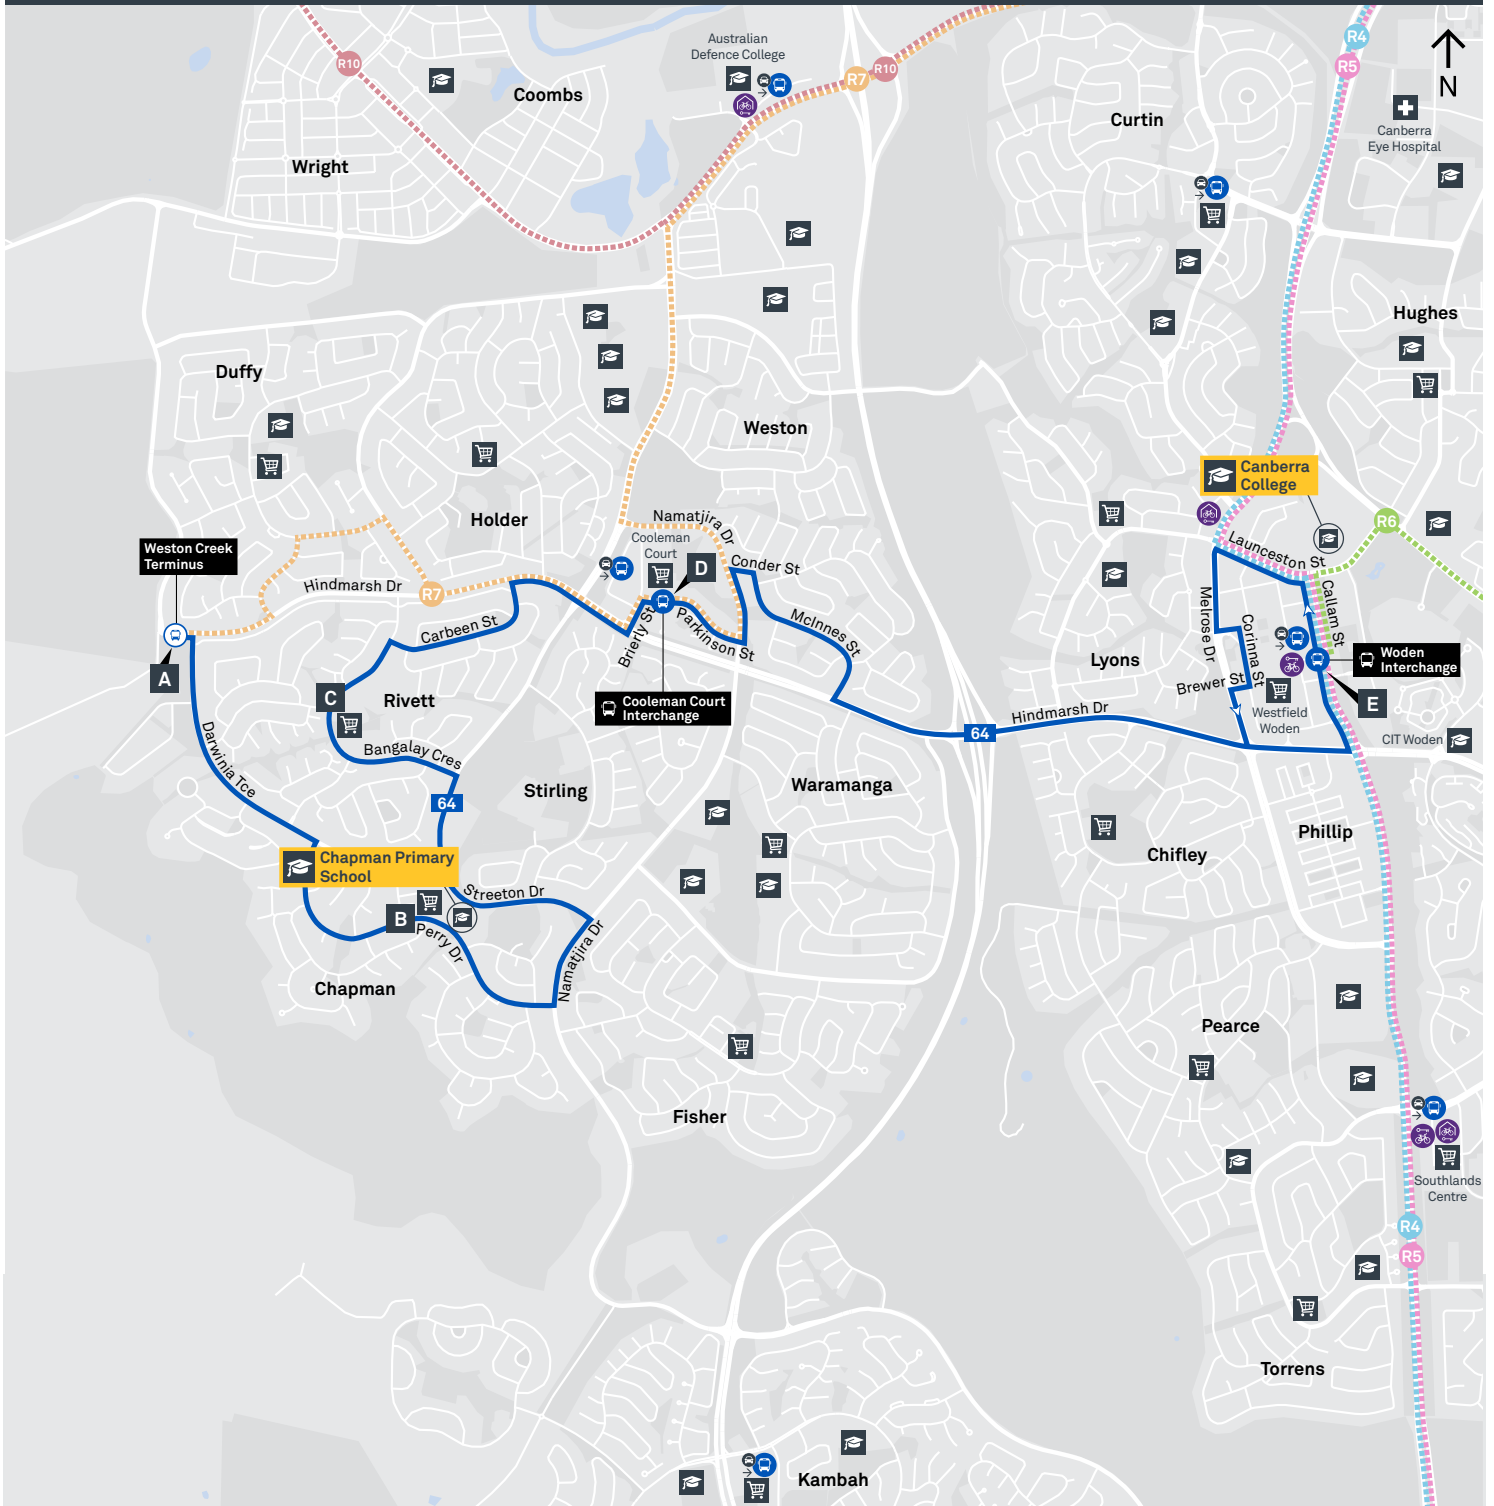 R4
R5
N
Australian
Defence College
R10
R7
R10
Coombs
Curtin
Canberra
Eye Hospital
Wright
Hughes
Duffy
Weston
Canberra
College
Holder
Namatjira Dr
R6
Cooleman
Court
Launceston St
Weston Creek
Terminus
D
Conder St
Hindmarsh Dr
R7
Callam St
Melrose Dr
Carbeen St
Brierly St
Parkinson St
McInnes St
Corinna St
Woden
Interchange
Lyons
A
C
Rivett
Brewer St
E
Cooleman Court
Interchange
Westfield
Woden
Hindmarsh Dr
64
CIT Woden
Darwinia Tce
Bangalay Cres
Stirling
Waramanga
64
Phillip
Chifley
Chapman Primary
School
Streeton Dr
B
Perry Dr
Namatjira Dr
Chapman
Pearce
Fisher
Southlands
Centre
R4
R5
Torrens
Kambah